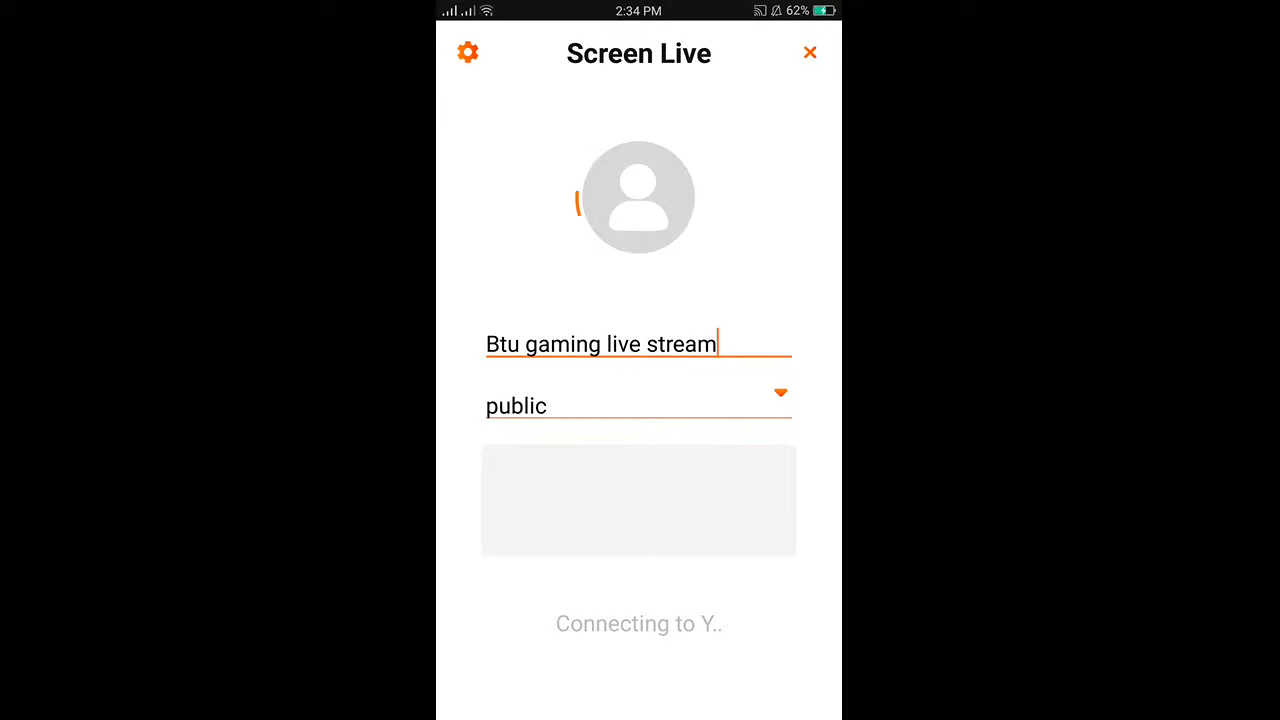 2:34 PM
62%
Screen Live
Btu gaming live stream
public
Connecting to Y..